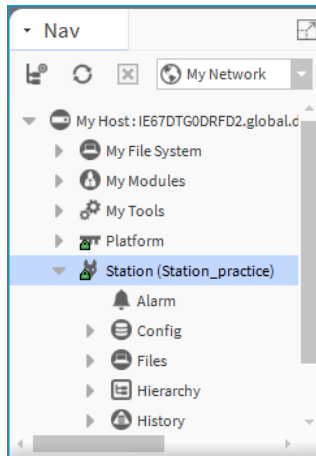 Nav
My Network
My Host : IE67DTG0DRFD2.global.d
My File System
My Modules
My Tools
Platform
Station (Station_practice)
Alarm
Config
Files
Hierarchy
History